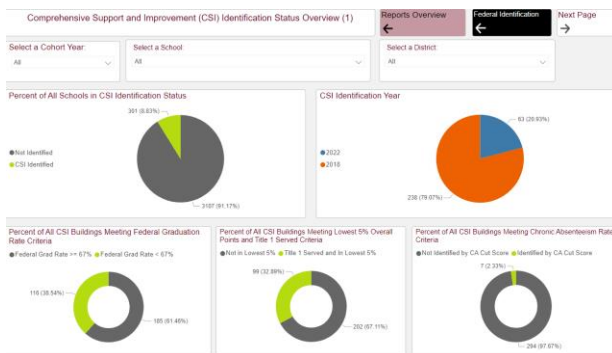 Comprehensive Support and Improvement (CSI) Identification Status Overview (1)
Reports Overview
Federal Identification
Next Page
Select a Cohort Year:
All
Select a School
All
Select a District
All
Percent of All Schools in CSI Identification Status
301 (8.83%)
Not Identified
CSI Identified
3107 (91.17%)
CSI Identification Year
63 (20.93%)
2022
2018
238 (79.07%)
Percent of All CSI Buildings Meeting Federal Graduation
Rate Criteria
Federal Grad Rate >= 67% Federal Grad Rate < 67%
116 (38.54%)
185 (61.46%)
Percent of All CSI Buildings Meeting Lowest 5% Overall
Points and Title 1 Served Criteria
Not in Lowest 5% Title 1 Served and In Lowest 5%
99 (32.89%)
202 (67.11%)
Percent of All CSI Buildings Meeting Chronic Absenteeism Rate
Criteria
Not Identified by CA Cut Score Identified by CA Cut Score
7 (2.33%)
294 (97.67%)